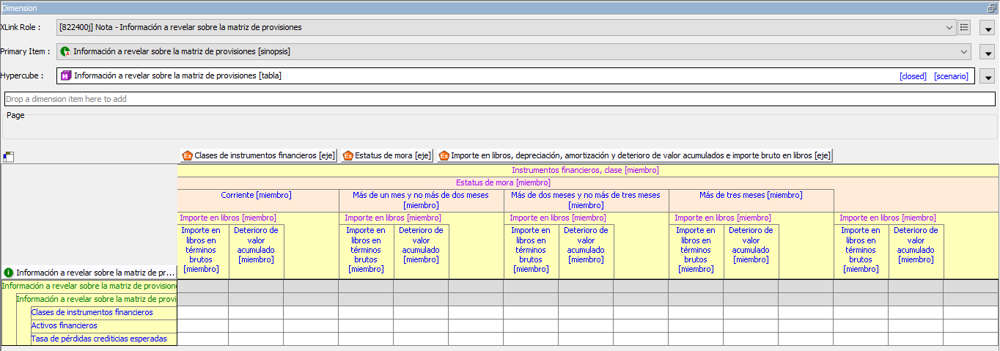 Dimension
XLink Role :
[822400j] Nota - Información a revelar sobre la matriz de provisiones
Primary Item :
A
Información a revelar sobre la matriz de provisiones [sinopsis]
Hypercube :
H
Información a revelar sobre la matriz de provisiones [tabla]
[closed] [scenario]
Drop a dimension item here to add
Page
Ex Clases de instrumentos financieros [eje]
Ex Estatus de mora [eje]
Ex Importe en libros, depreciación, amortización y deterioro de valor acumulados e importe bruto en libros [eje]
Instrumentos financieros, clase [miembro]
Estatus de mora [miembro]
Corriente [miembro]
Más de un mes y no más de dos meses
[miembro]
Más de dos meses y no más de tres meses
[miembro]
Más de tres meses [miembro]
Importe en libros [miembro]
Importe en libros [miembro]
Importe en libros [miembro]
Importe en libros [miembro]
Importe en libros [miembro]
Importe en
libros en
términos
brutos
[miembro]
Deterioro de
valor
acumulado
[miembro]
Importe en
libros en
términos
brutos
[miembro]
Deterioro de
valor
acumulado
[miembro]
Importe en
libros en
términos
brutos
[miembro]
Deterioro de
valor
acumulado
[miembro]
Importe en
libros en
términos
brutos
[miembro]
Deterioro de
valor
acumulado
[miembro]
Importe en
libros en
términos
brutos
[miembro]
Deterioro de
valor
acumulado
[miembro]
i Información a revelar sobre la matriz de pr...
Información a revelar sobre la matriz de provisione
Información a revelar sobre la matriz de provi
Clases de instrumentos financieros
Activos financieros
Tasa de pérdidas crediticias esperadas